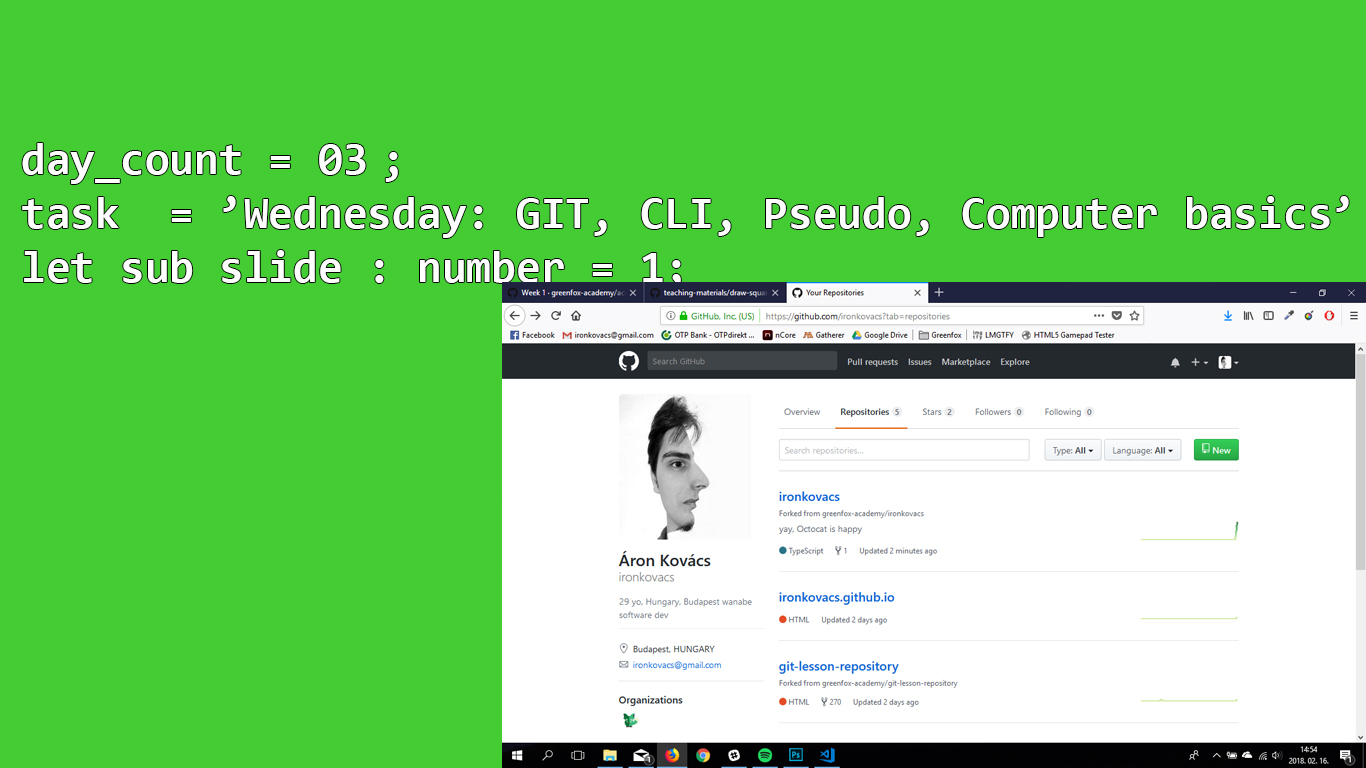 day_count = 03 ;
task  = ’Wednesday: GIT, CLI, Pseudo, Computer basics’
let sub slide : number = 1;
Week 1 - greenfox-academy/ac
teaching-materials/draw-squa
Your Repositories
GitHub, Inc. (US)
https://github.com/ironkovacs?tab=repositories
Facebook
ironkovacs@gmail.com
OTP Bank - OTPdirekt ...
nCore
Gatherer
Google Drive
Greenfox
LMGTFY
HTML5 Gamepad Tester
Search GitHub
Pull requests
Issues
Marketplace
Explore
Overview
Repositories 5
Stars 2
Followers 0
Following 0
Search repositories...
Type: All
Language: All
New
ironkovacs
Forked from greenfox-academy/ironkovacs
yay, Octocat is happy
TypeScript
1
Updated 2 minutes ago
ironkovacs.github.io
HTML
Updated 2 days ago
git-lesson-repository
Forked from greenfox-academy/git-lesson-repository
HTML
270
Updated 2 days ago
Áron Kovács
ironkovacs
29 yo, Hungary, Budapest wanabe
software dev
Budapest, HUNGARY
ironkovacs@gmail.com
Organizations
14:54
2018. 02. 16.